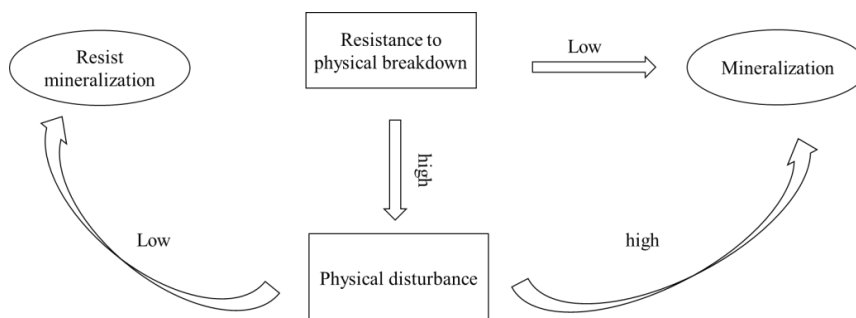 Resist
mineralization
Resistance to
physical breakdown
Low
Mineralization
high
Low
Physical disturbance
high